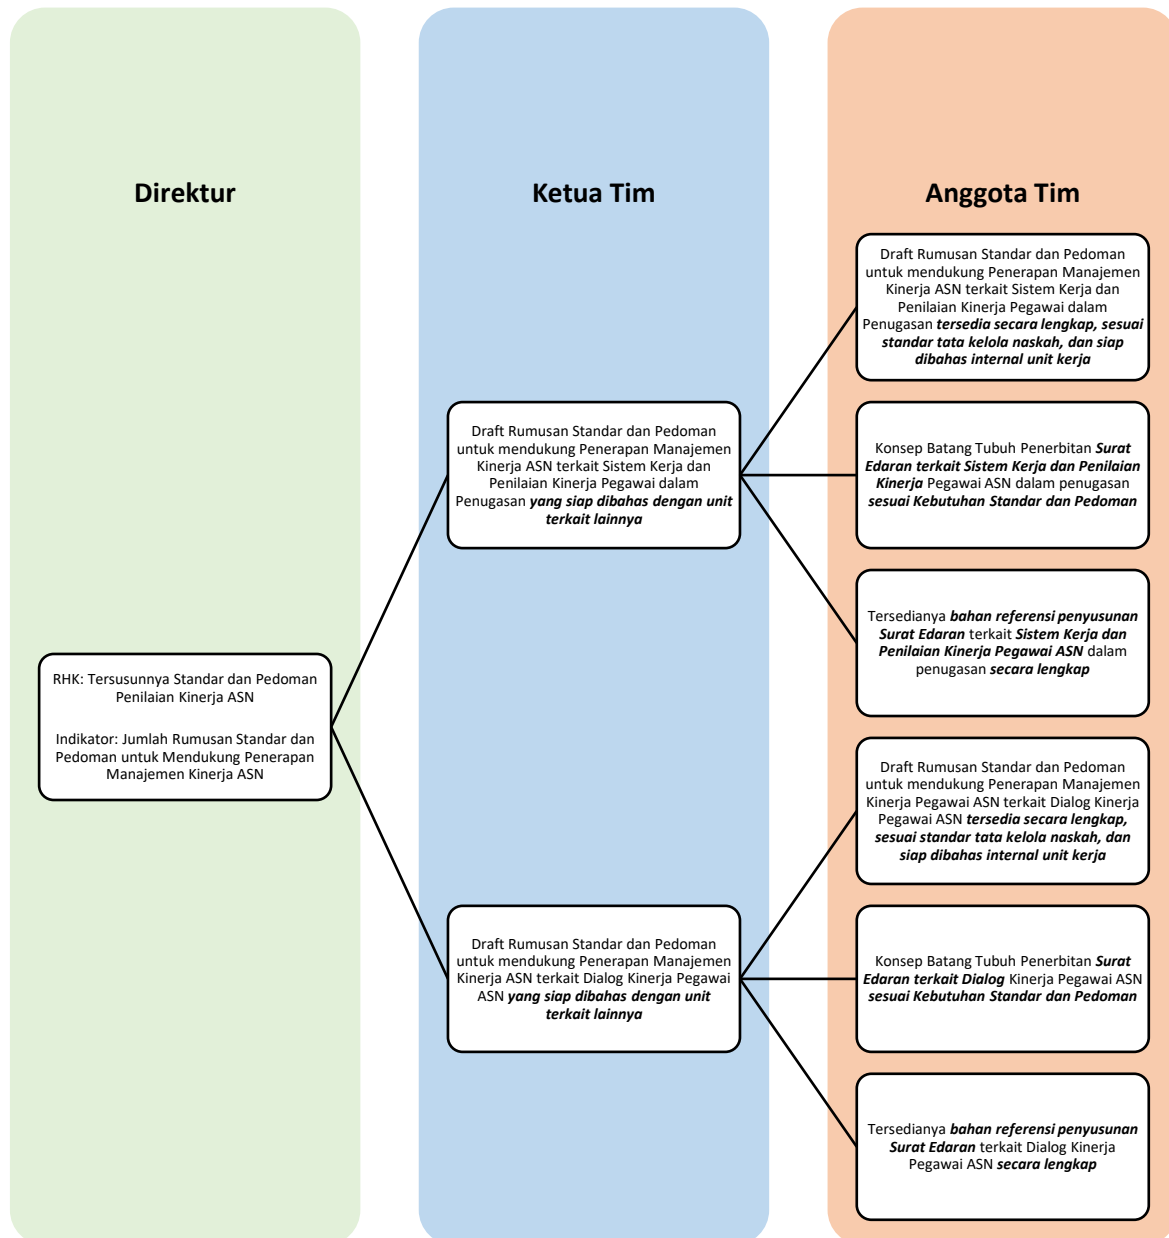 Direktur
Ketua Tim
Anggota Tim
RHK: Tersusunnya Standar dan Pedoman
Penilaian Kinerja ASN
Indikator: Jumlah Rumusan Standar dan
Pedoman untuk Mendukung Penerapan
Manajemen Kinerja ASN
Draft Rumusan Standar dan Pedoman
untuk mendukung Penerapan Manajemen
Kinerja ASN terkait Sistem Kerja dan
Penilaian Kinerja Pegawai dalam
Penugasan yang siap dibahas dengan unit
terkait lainnya
Draft Rumusan Standar dan Pedoman
untuk mendukung Penerapan Manajemen
Kinerja ASN terkait Sistem Kerja dan
Penilaian Kinerja Pegawai dalam
Penugasan tersedia secara lengkap, sesuai
standar tata kelola naskah, dan siap
dibahas internal unit kerja
Konsep Batang Tubuh Penerbitan Surat
Edaran terkait Sistem Kerja dan Penilaian
Kinerja Pegawai ASN dalam penugasan
sesuai Kebutuhan Standar dan Pedoman
Tersedianya bahan referensi penyusunan
Surat Edaran terkait Sistem Kerja dan
Penilaian Kinerja Pegawai ASN dalam
penugasan secara lengkap
Draft Rumusan Standar dan Pedoman
untuk mendukung Penerapan Manajemen
Kinerja ASN terkait Dialog Kinerja Pegawai
ASN yang siap dibahas dengan unit
terkait lainnya
Draft Rumusan Standar dan Pedoman
untuk mendukung Penerapan Manajemen
Kinerja Pegawai ASN terkait Dialog Kinerja
Pegawai ASN tersedia secara lengkap,
sesuai standar tata kelola naskah, dan
siap dibahas internal unit kerja
Konsep Batang Tubuh Penerbitan Surat
Edaran terkait Dialog Kinerja Pegawai ASN
sesuai Kebutuhan Standar dan Pedoman
Tersedianya bahan referensi penyusunan
Surat Edaran terkait Dialog Kinerja
Pegawai ASN secara lengkap